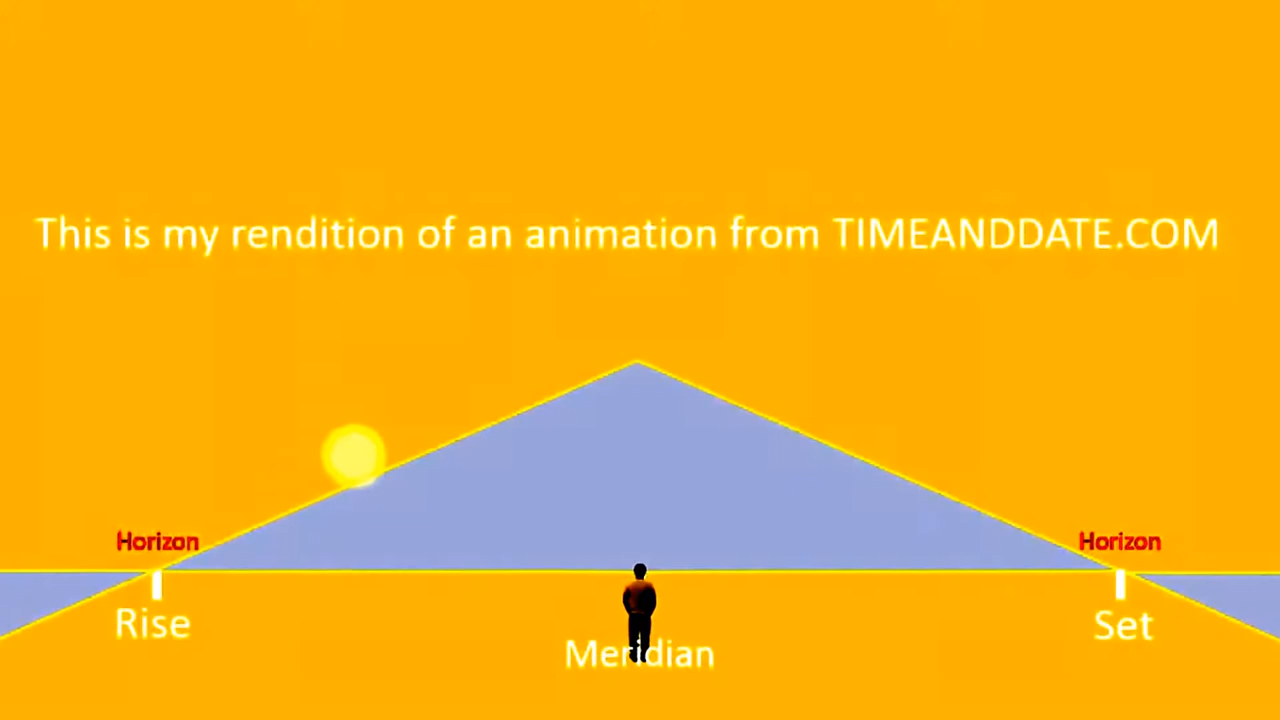 This is my rendition of an animation from TIMEANDDATE.COM
Horizon
Horizon
Rise
Set
Meridian